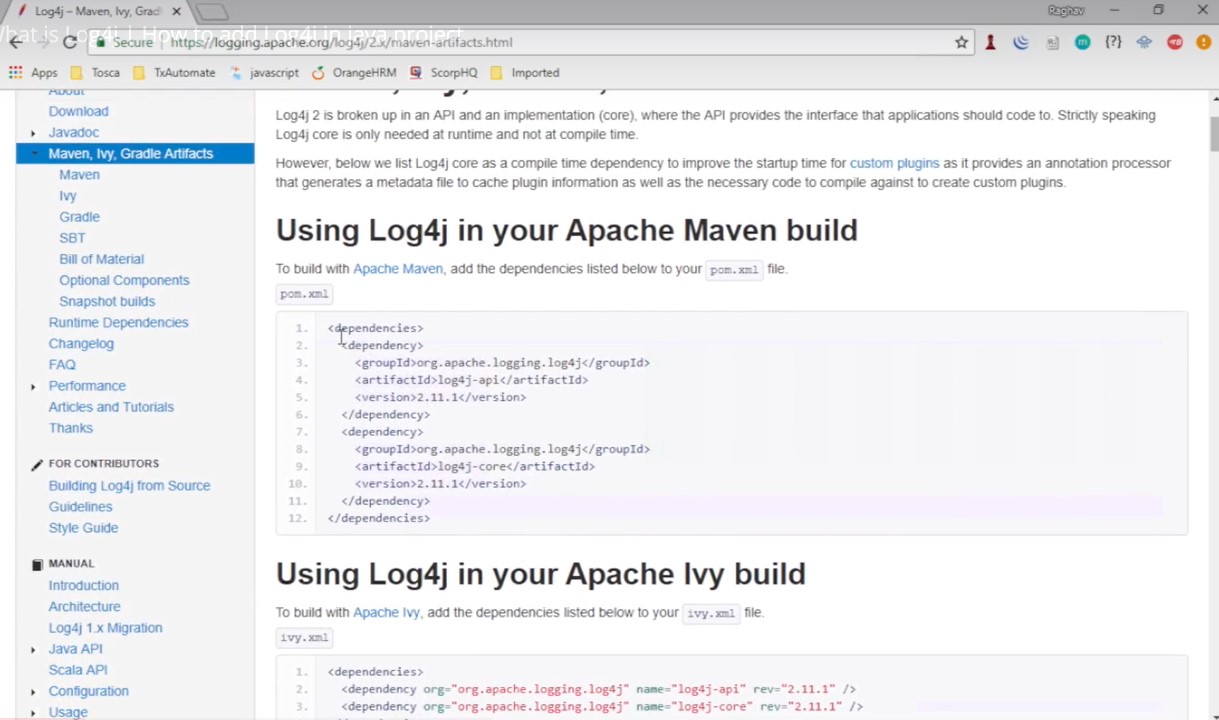 Log4j – Maven, Ivy, Grad
Raghav
What is Log4j | How to add Log4j in java project
Secure https://logging.apache.org/log4j/2.x/maven-artifacts.html
Apps Tosca TxAutomate javascript OrangeHRM ScorpHQ Imported
About
Download
Javadoc
Maven, Ivy, Gradle Artifacts
Maven
Ivy
Gradle
SBT
Bill of Material
Optional Components
Snapshot builds
Runtime Dependencies
Changelog
FAQ
Performance
Articles and Tutorials
Thanks
FOR CONTRIBUTORS
Building Log4j from Source
Guidelines
Style Guide
MANUAL
Introduction
Architecture
Log4j 1.x Migration
Java API
Scala API
Configuration
Usage
Log4j 2 is broken up in an API and an implementation (core), where the API provides the interface that applications should code to. Strictly speaking
Log4j core is only needed at runtime and not at compile time.
However, below we list Log4j core as a compile time dependency to improve the startup time for custom plugins as it provides an annotation processor
that generates a metadata file to cache plugin information as well as the necessary code to compile against to create custom plugins.
Using Log4j in your Apache Maven build
To build with Apache Maven, add the dependencies listed below to your pom.xml file.
pom.xml
1. <dependencies>
2. <dependency>
3. <groupId>org.apache.logging.log4j</groupId>
4. <artifactId>log4j-api</artifactId>
5. <version>2.11.1</version>
6. </dependency>
7. <dependency>
8. <groupId>org.apache.logging.log4j</groupId>
9. <artifactId>log4j-core</artifactId>
10. <version>2.11.1</version>
11. </dependency>
12. </dependencies>
Using Log4j in your Apache Ivy build
To build with Apache Ivy, add the dependencies listed below to your ivy.xml file.
ivy.xml
1. <dependencies>
2. <dependency org="org.apache.logging.log4j" name="log4j-api" rev="2.11.1" />
3. <dependency org="org.apache.logging.log4j" name="log4j-core" rev="2.11.1" />